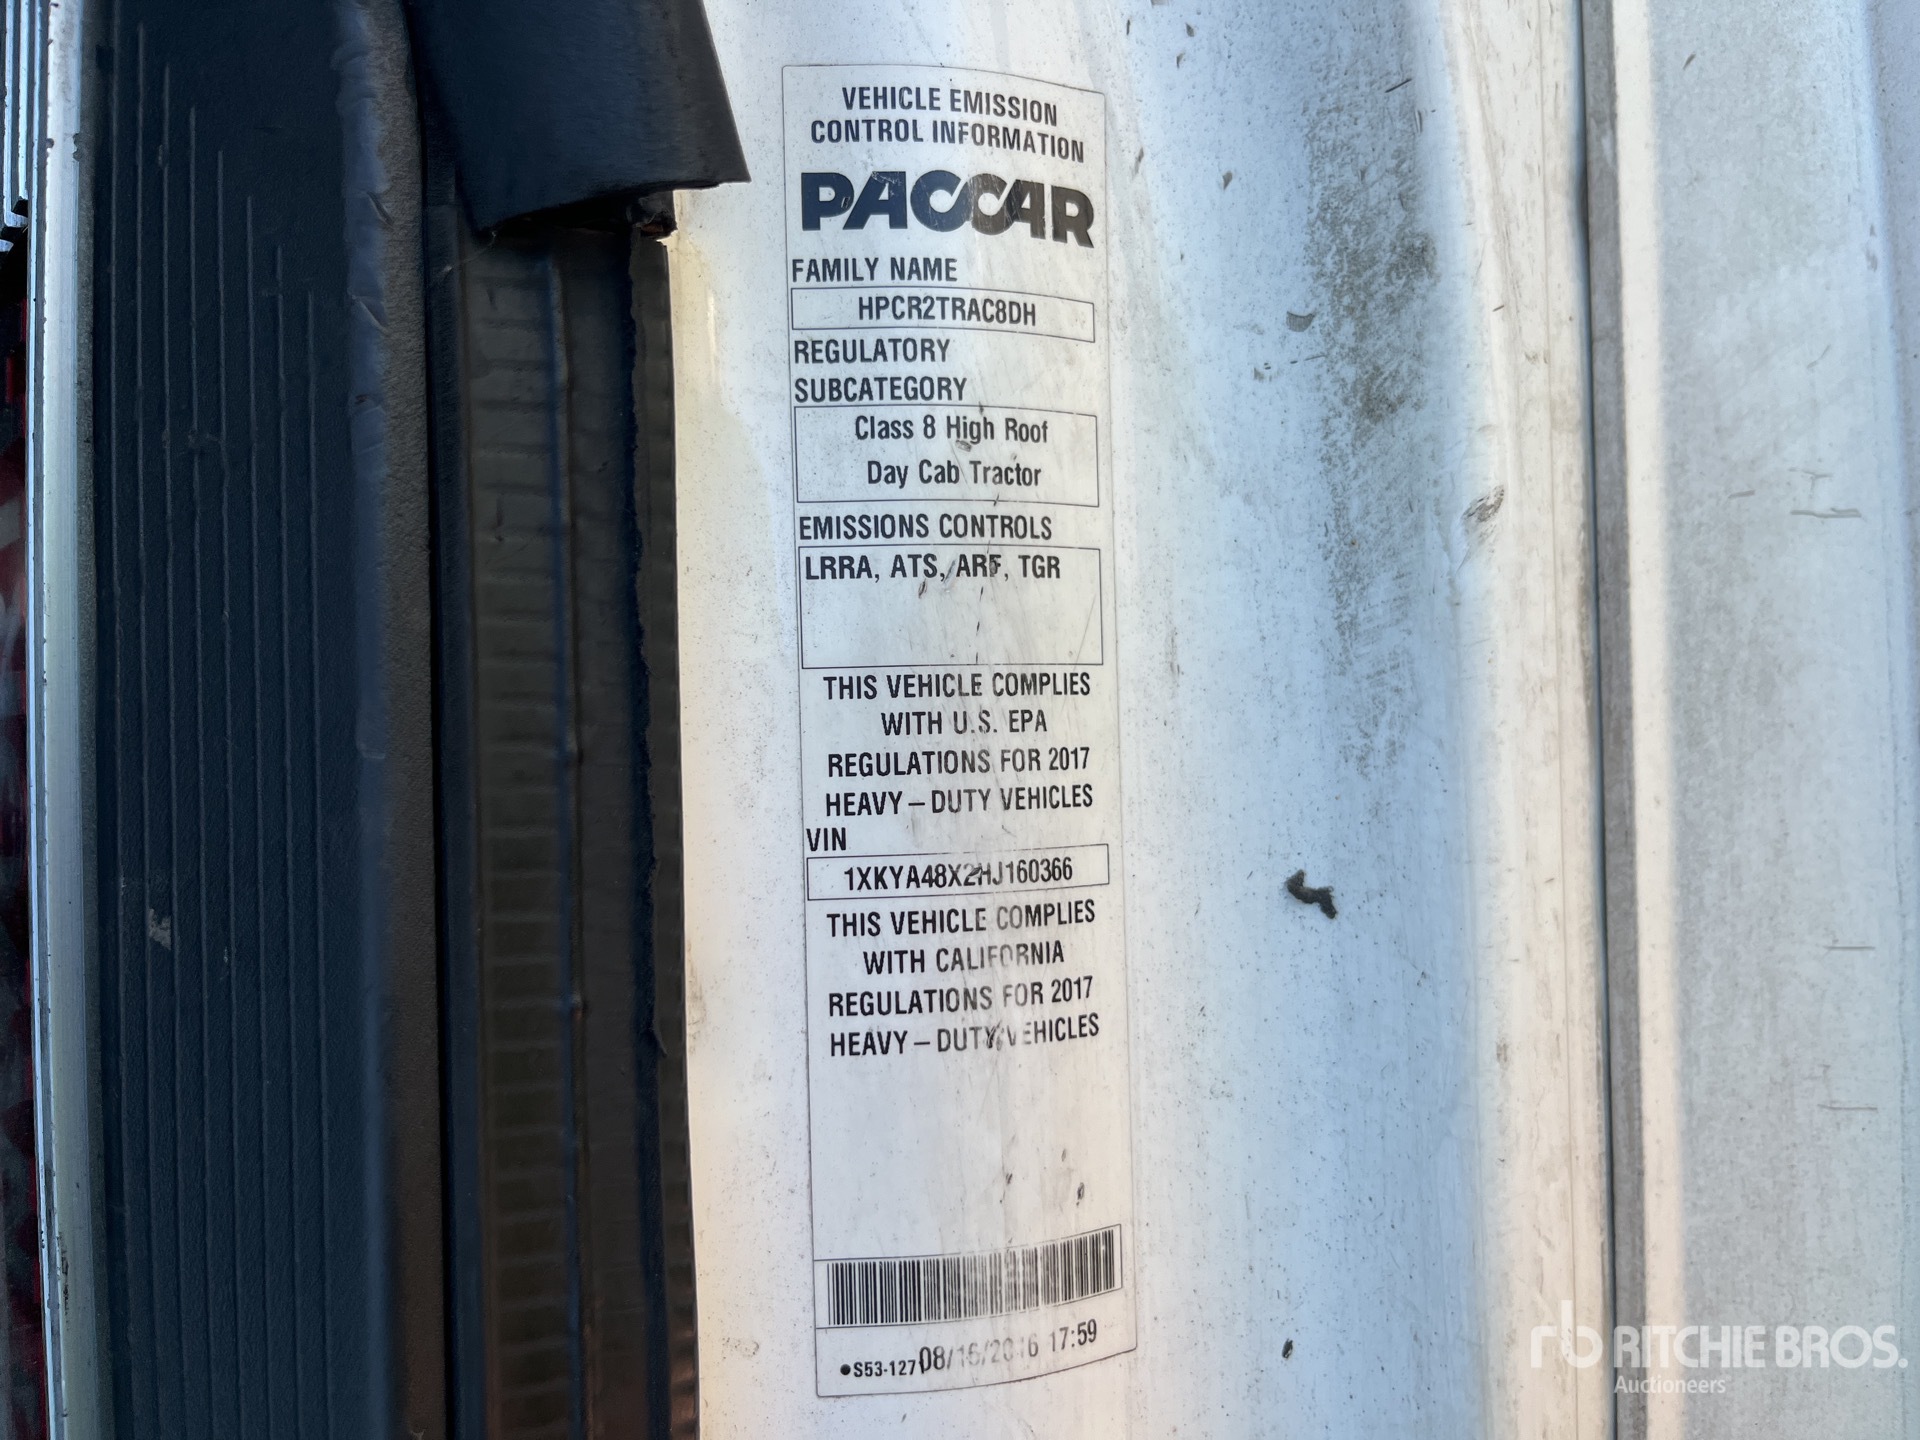 VEHICLE EMISSION
CONTROL INFORMATION
PACCAR
FAMILY NAME
HPCR2TRAC8DH
REGULATORY
SUBCATEGORY
Class 8 High Roof
Day Cab Tractor
EMISSIONS CONTROLS
LRRA, ATS, ARF, TGR
THIS VEHICLE COMPLIES
WITH U.S. EPA
REGULATIONS FOR 2017
HEAVY – DUTY VEHICLES
VIN
1XKYA48X2HJ160366
THIS VEHICLE COMPLIES
WITH CALIFORNIA
REGULATIONS FOR 2017
HEAVY – DUTY VEHICLES
●S53-127 17:59
rb RITCHIE BROS.
Auctioneers